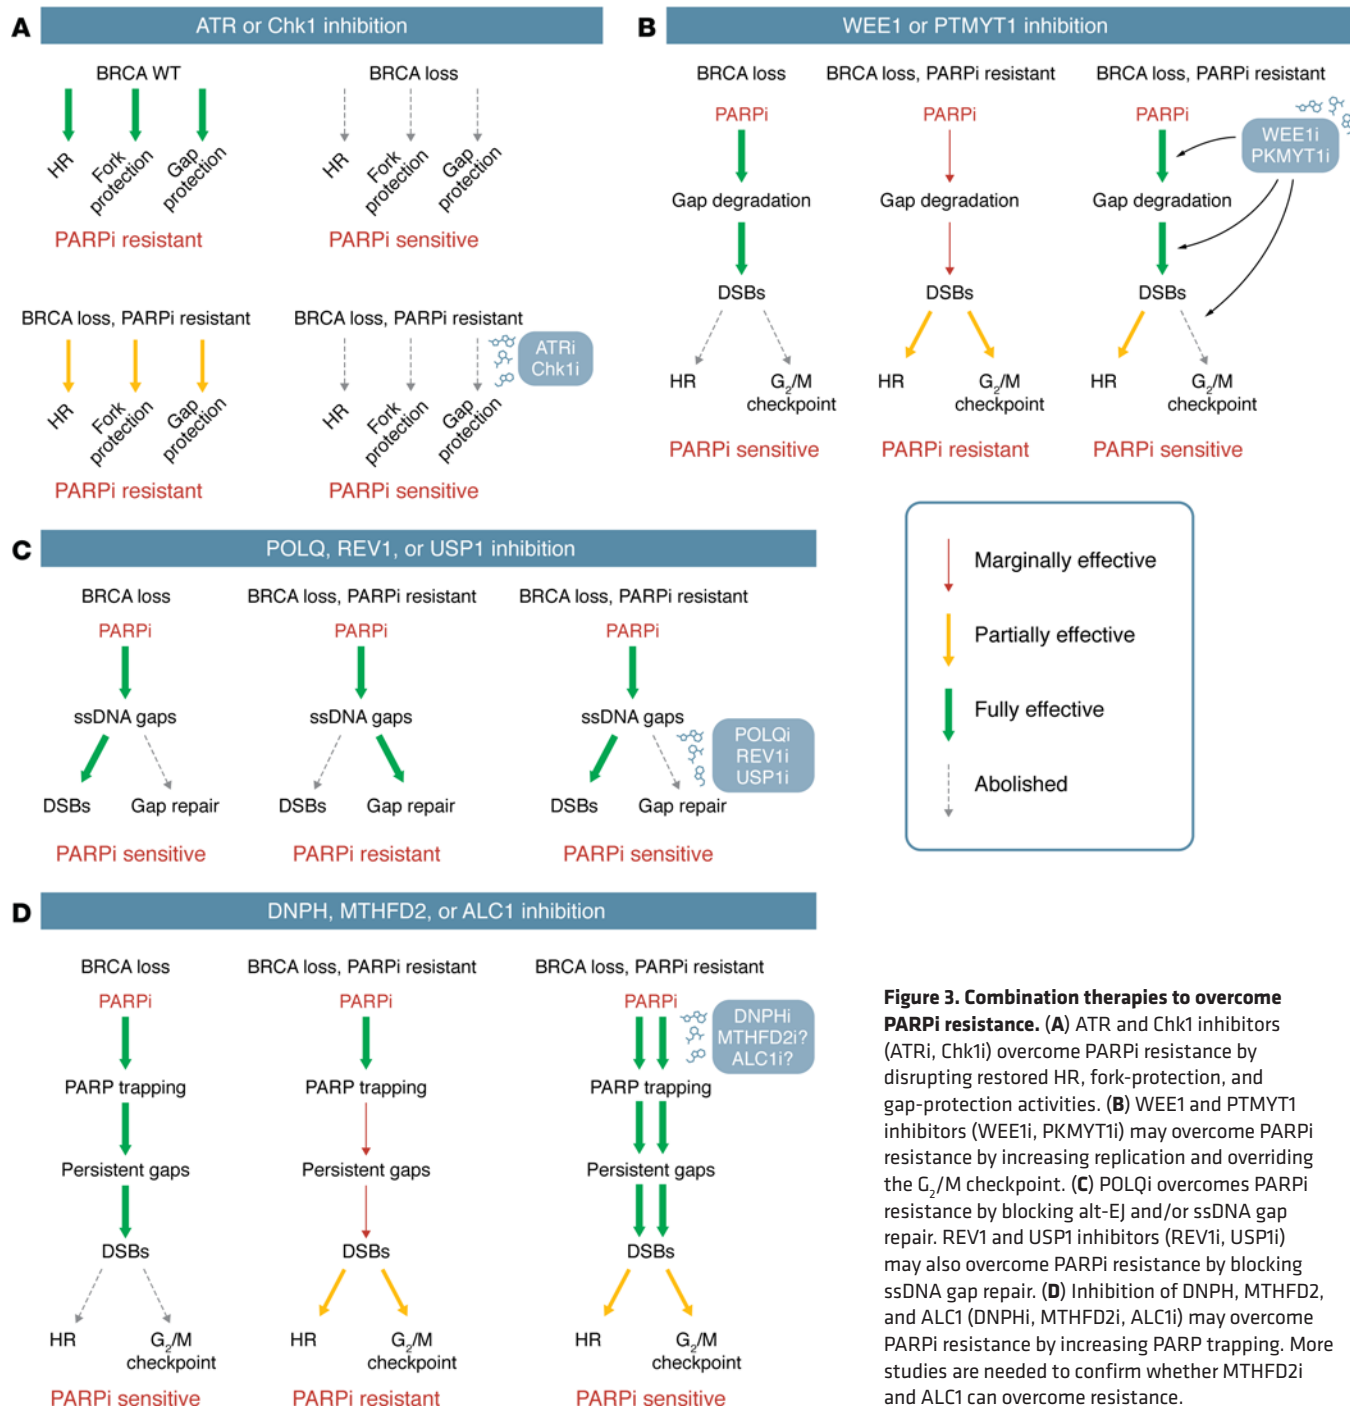 A
ATR or Chk1 inhibition
BRCA WT
HR
Fork protection
Gap protection
PARPi resistant
BRCA loss
HR
Fork protection
Gap protection
PARPi sensitive
BRCA loss, PARPi resistant
HR
Fork protection
Gap protection
PARPi resistant
BRCA loss, PARPi resistant
ATRi
Chk1i
HR
Fork protection
Gap protection
PARPi sensitive
B
WEE1 or PTMYT1 inhibition
BRCA loss
PARPi
Gap degradation
DSBs
HR
G2/M
checkpoint
PARPi sensitive
BRCA loss, PARPi resistant
PARPi
Gap degradation
DSBs
HR
G2/M
checkpoint
PARPi resistant
BRCA loss, PARPi resistant
PARPi
WEE1i
PKMYT1i
Gap degradation
DSBs
HR
G2/M
checkpoint
PARPi sensitive
Marginally effective
Partially effective
Fully effective
Abolished
C
POLQ, REV1, or USP1 inhibition
BRCA loss
PARPi
ssDNA gaps
DSBs
Gap repair
PARPi sensitive
BRCA loss, PARPi resistant
PARPi
ssDNA gaps
DSBs
Gap repair
PARPi resistant
BRCA loss, PARPi resistant
PARPi
ssDNA gaps
POLQi
REV1i
USP1i
DSBs
Gap repair
PARPi sensitive
D
DNPH, MTHFD2, or ALC1 inhibition
BRCA loss
PARPi
PARP trapping
Persistent gaps
DSBs
HR
G2/M
checkpoint
PARPi sensitive
BRCA loss, PARPi resistant
PARPi
PARP trapping
Persistent gaps
DSBs
HR
G2/M
checkpoint
PARPi resistant
BRCA loss, PARPi resistant
PARPi
DNPHi
MTHFD2i?
ALC1i?
PARP trapping
Persistent gaps
DSBs
HR
G2/M
checkpoint
PARPi sensitive
Figure 3. Combination therapies to overcome
PARPi resistance. (A) ATR and Chk1 inhibitors
(ATRi, Chk1i) overcome PARPi resistance by
disrupting restored HR, fork-protection, and
gap-protection activities. (B) WEE1 and PTMYT1
inhibitors (WEE1i, PKMYT1i) may overcome PARPi
resistance by increasing replication and overriding
the G2/M checkpoint. (C) POLQi overcomes PARPi
resistance by blocking alt-EJ and/or ssDNA gap
repair. REV1 and USP1 inhibitors (REV1i, USP1i)
may also overcome PARPi resistance by blocking
ssDNA gap repair. (D) Inhibition of DNPH, MTHFD2,
and ALC1 (DNPHi, MTHFD2i, ALC1i) may overcome
PARPi resistance by increasing PARP trapping. More
studies are needed to confirm whether MTHFD2i
and ALC1 can overcome resistance.